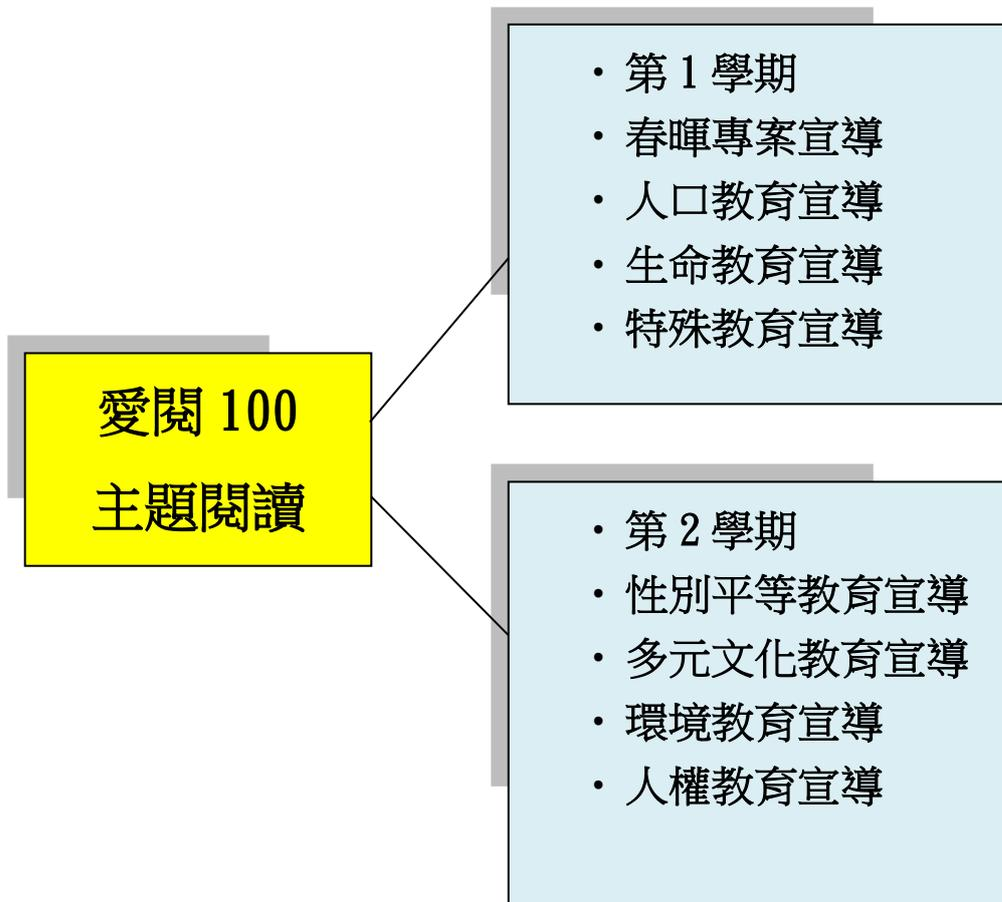 愛閱 100
主題閱讀
・第 1 學期
・春暉專案宣導
・人口教育宣導
・生命教育宣導
・特殊教育宣導
・第 2 學期
・性別平等教育宣導
・多元文化教育宣導
・環境教育宣導
・人權教育宣導